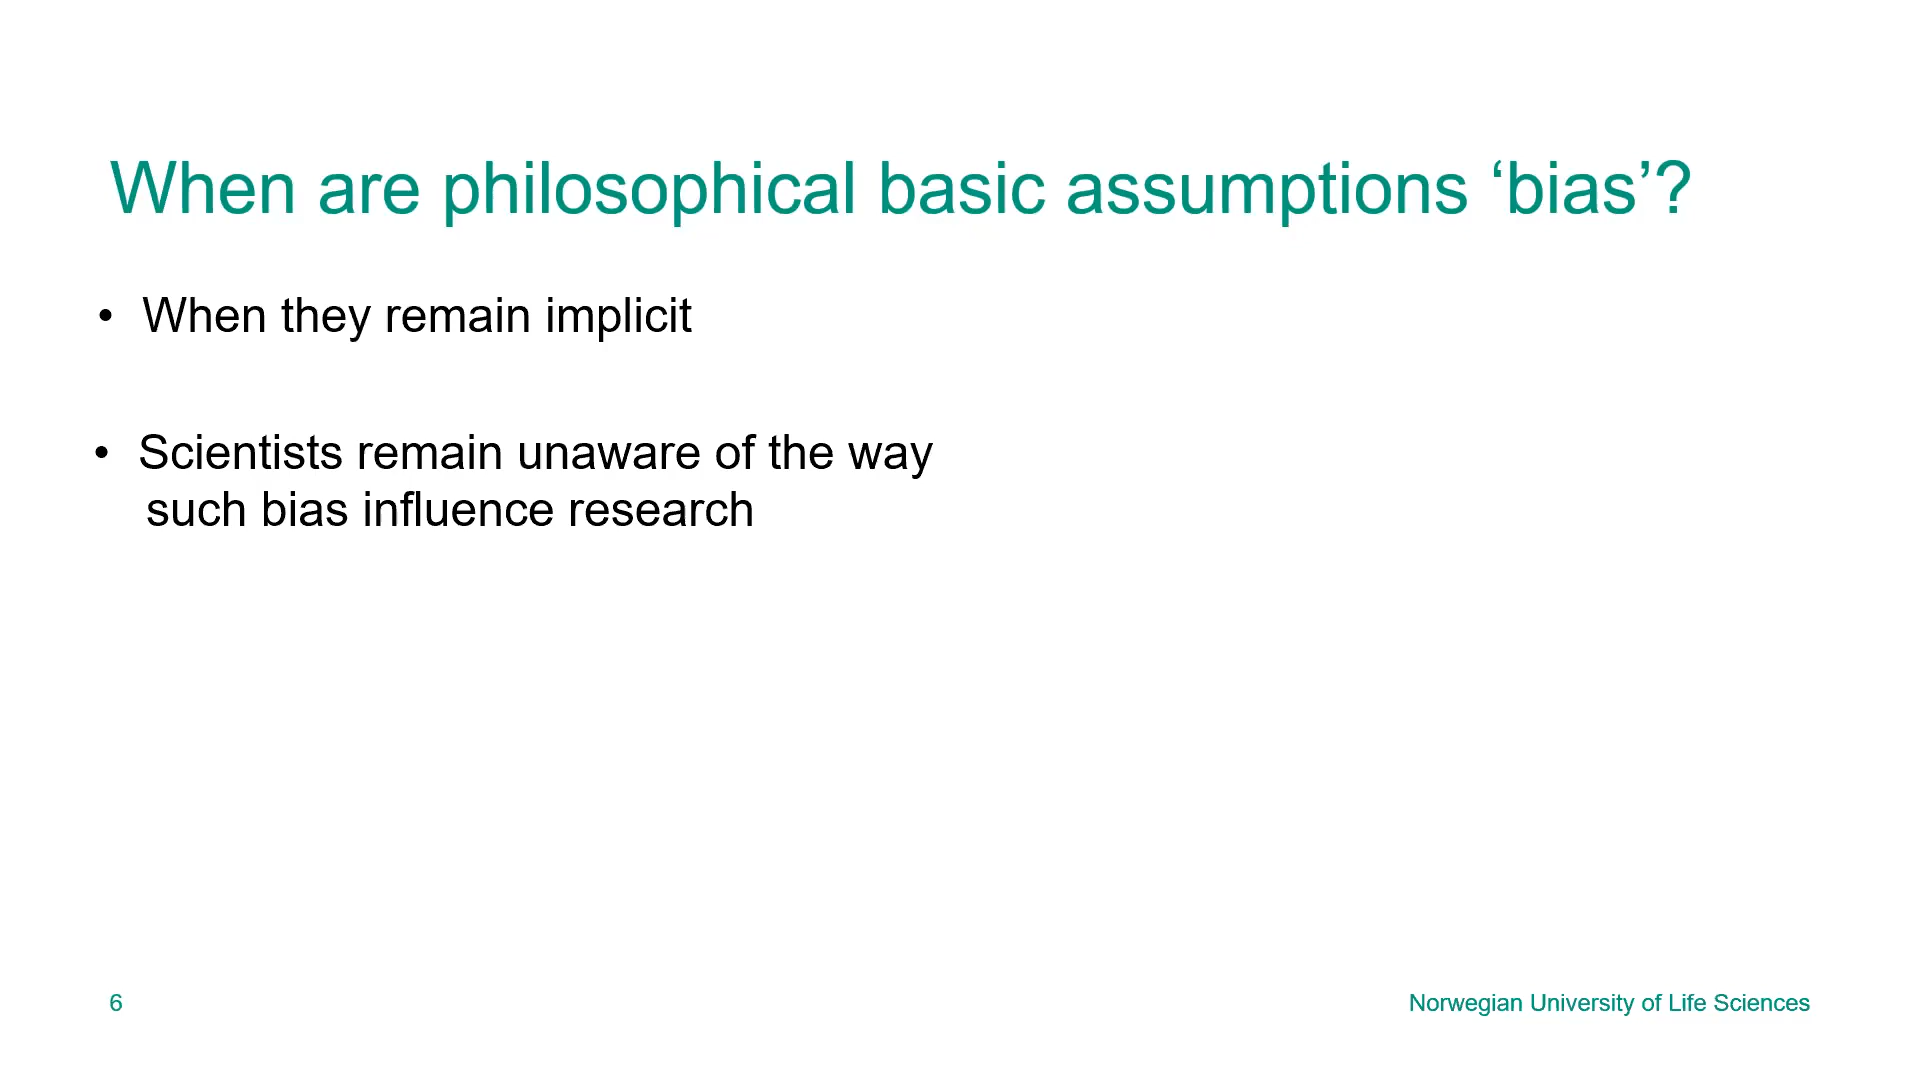 When are philosophical basic assumptions ‘bias’?
• When they remain implicit
• Scientists remain unaware of the way
such bias influence research
6
Norwegian University of Life Sciences